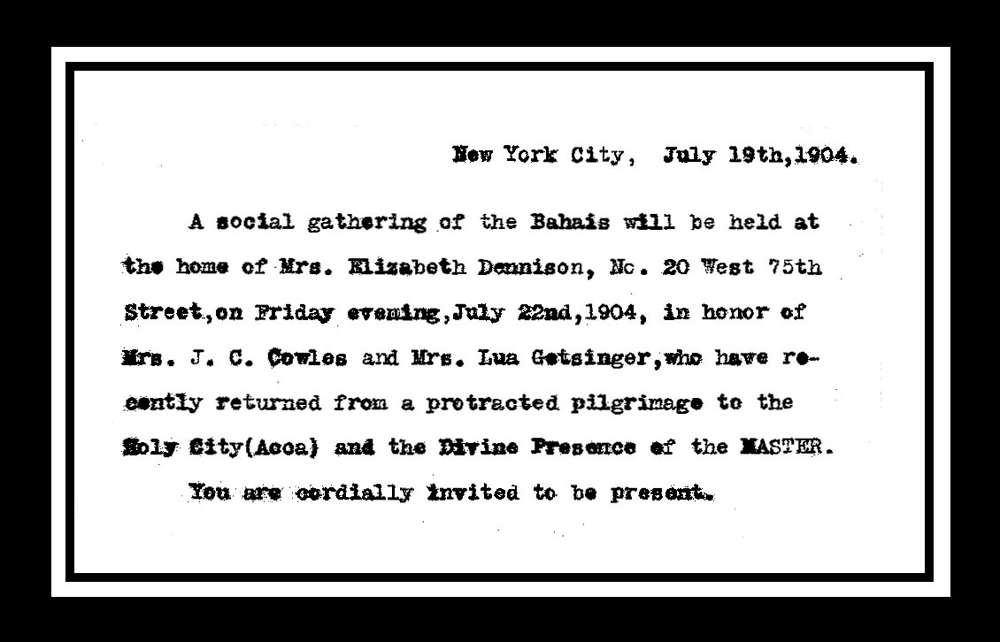 New York City, July 19th,1904.
A social gathering of the Bahais will be held at
the home of Mrs. Elizabeth Dennison, No. 20 West 75th
Street,on Friday evening,July 22nd,1904, in honor of
Mrs. J. C. Cowles and Mrs. Lua Getsinger,who have re-
cently returned from a protracted pilgrimage to the
Holy City(Acca) and the Divine Presence of the MASTER.
You are cordially invited to be present.